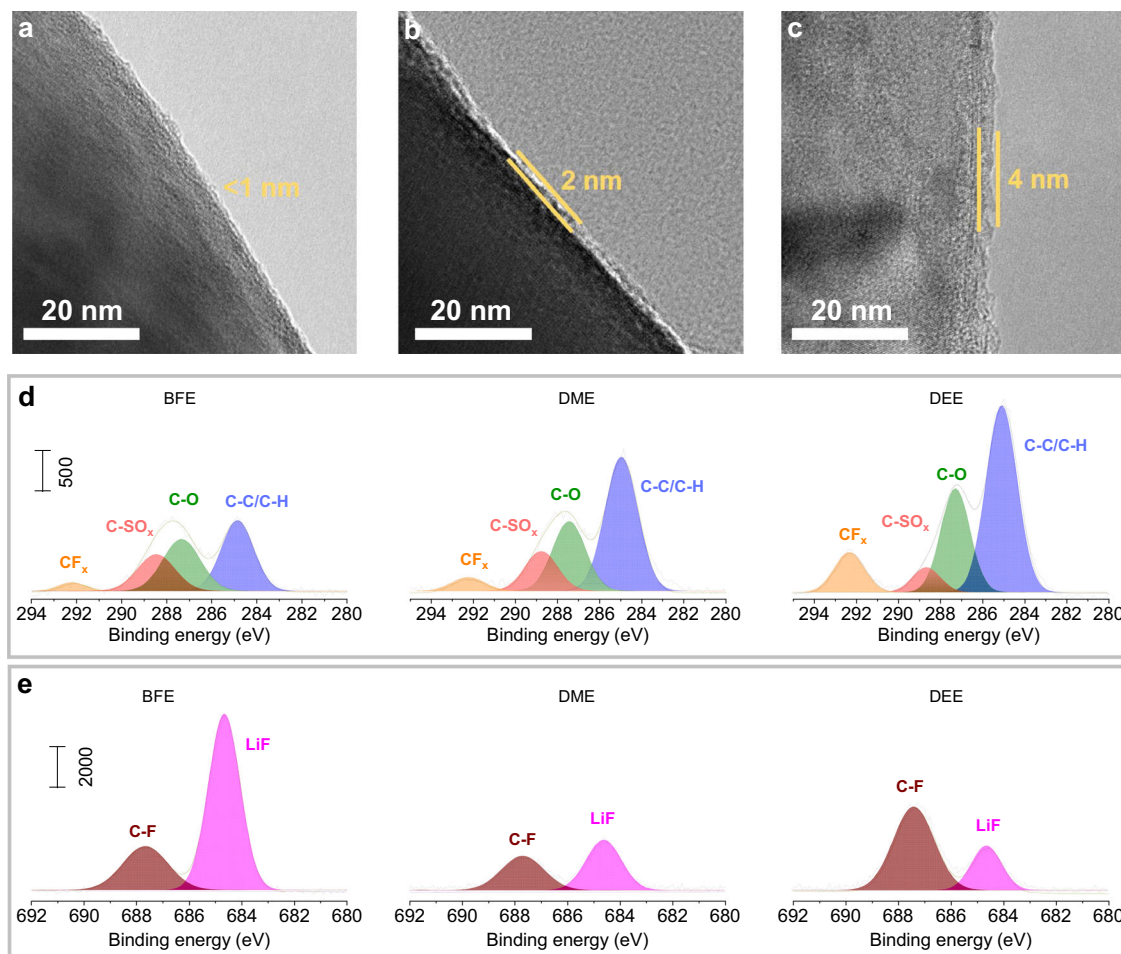 a
b
c
<1 nm
2 nm
4 nm
20 nm
20 nm
20 nm
d
BFE
DME
DEE
500
CFₓ
C-SOₓ
C-O
C-C/C-H
CFₓ
C-SOₓ
C-O
C-C/C-H
CFₓ
C-SOₓ
C-O
C-C/C-H
294 292 290 288 286 284 282 280
294 292 290 288 286 284 282 280
294 292 290 288 286 284 282 280
Binding energy (eV)
Binding energy (eV)
Binding energy (eV)
e
BFE
DME
DEE
2000
C-F
LiF
C-F
LiF
C-F
LiF
692 690 688 686 684 682 680
692 690 688 686 684 682 680
692 690 688 686 684 682 680
Binding energy (eV)
Binding energy (eV)
Binding energy (eV)